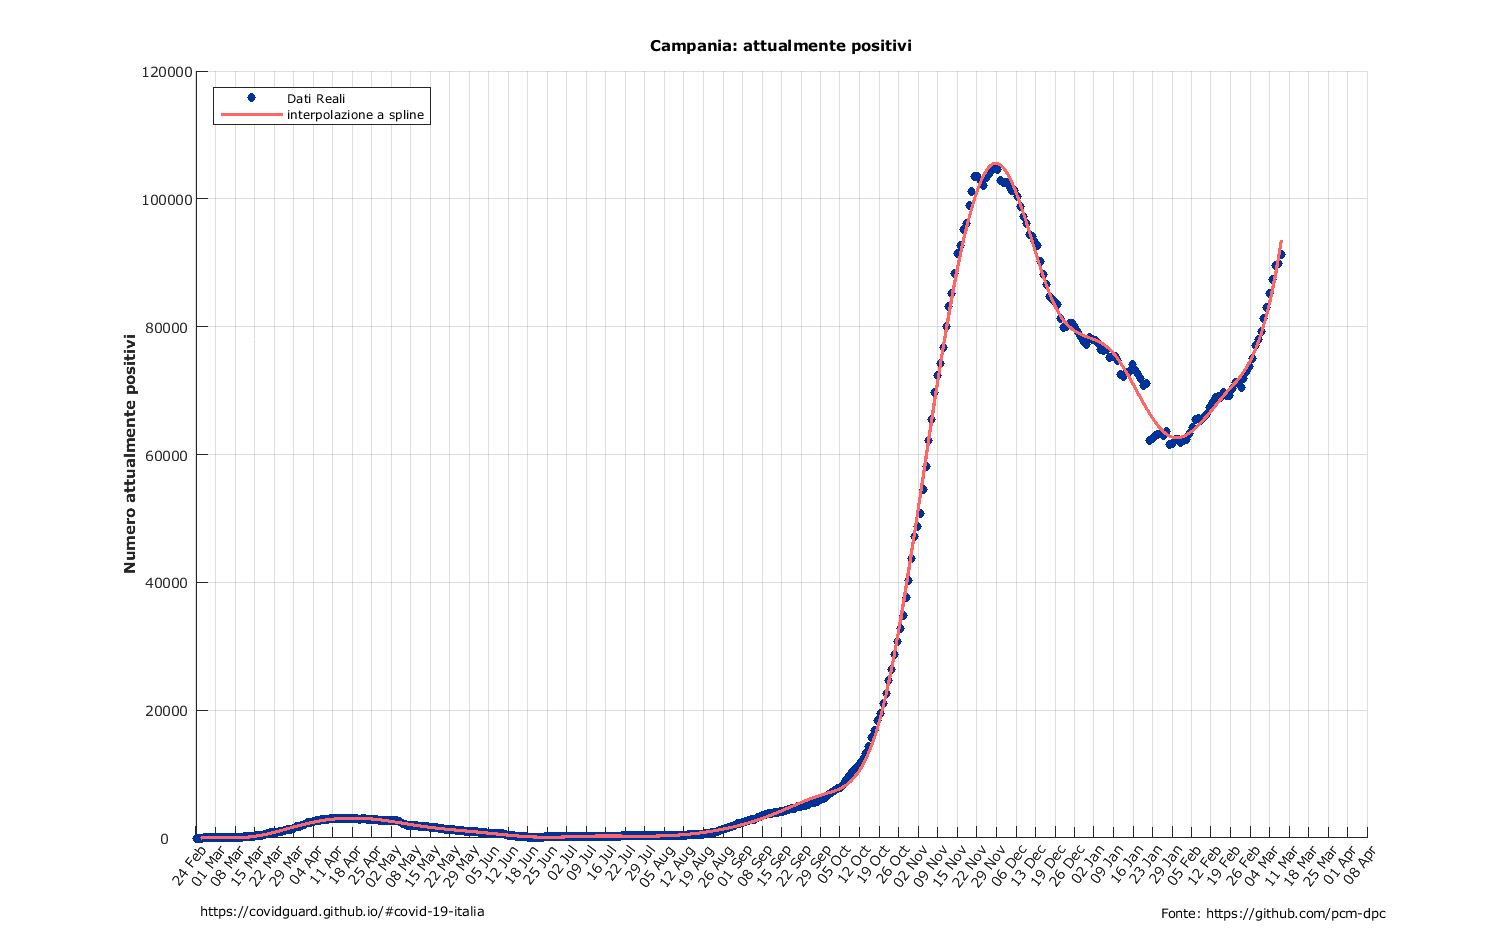 Campania: attualmente positivi
Dati Reali
interpolazione a spline
Numero attualmente positivi
120000
100000
80000
60000
40000
20000
0
24 Feb
01 Mar
08 Mar
15 Mar
22 Mar
29 Mar
04 Apr
11 Apr
18 Apr
25 Apr
02 May
08 May
15 May
22 May
29 May
05 Jun
12 Jun
18 Jun
25 Jun
02 Jul
09 Jul
16 Jul
22 Jul
29 Jul
05 Aug
12 Aug
19 Aug
26 Aug
01 Sep
08 Sep
15 Sep
22 Sep
29 Sep
05 Oct
12 Oct
19 Oct
26 Oct
02 Nov
09 Nov
15 Nov
22 Nov
29 Nov
06 Dec
13 Dec
19 Dec
26 Dec
02 Jan
09 Jan
16 Jan
23 Jan
29 Jan
05 Feb
12 Feb
19 Feb
26 Feb
04 Mar
11 Mar
18 Mar
25 Mar
01 Apr
08 Apr
https://covidguard.github.io/#covid-19-italia
Fonte: https://github.com/pcm-dpc